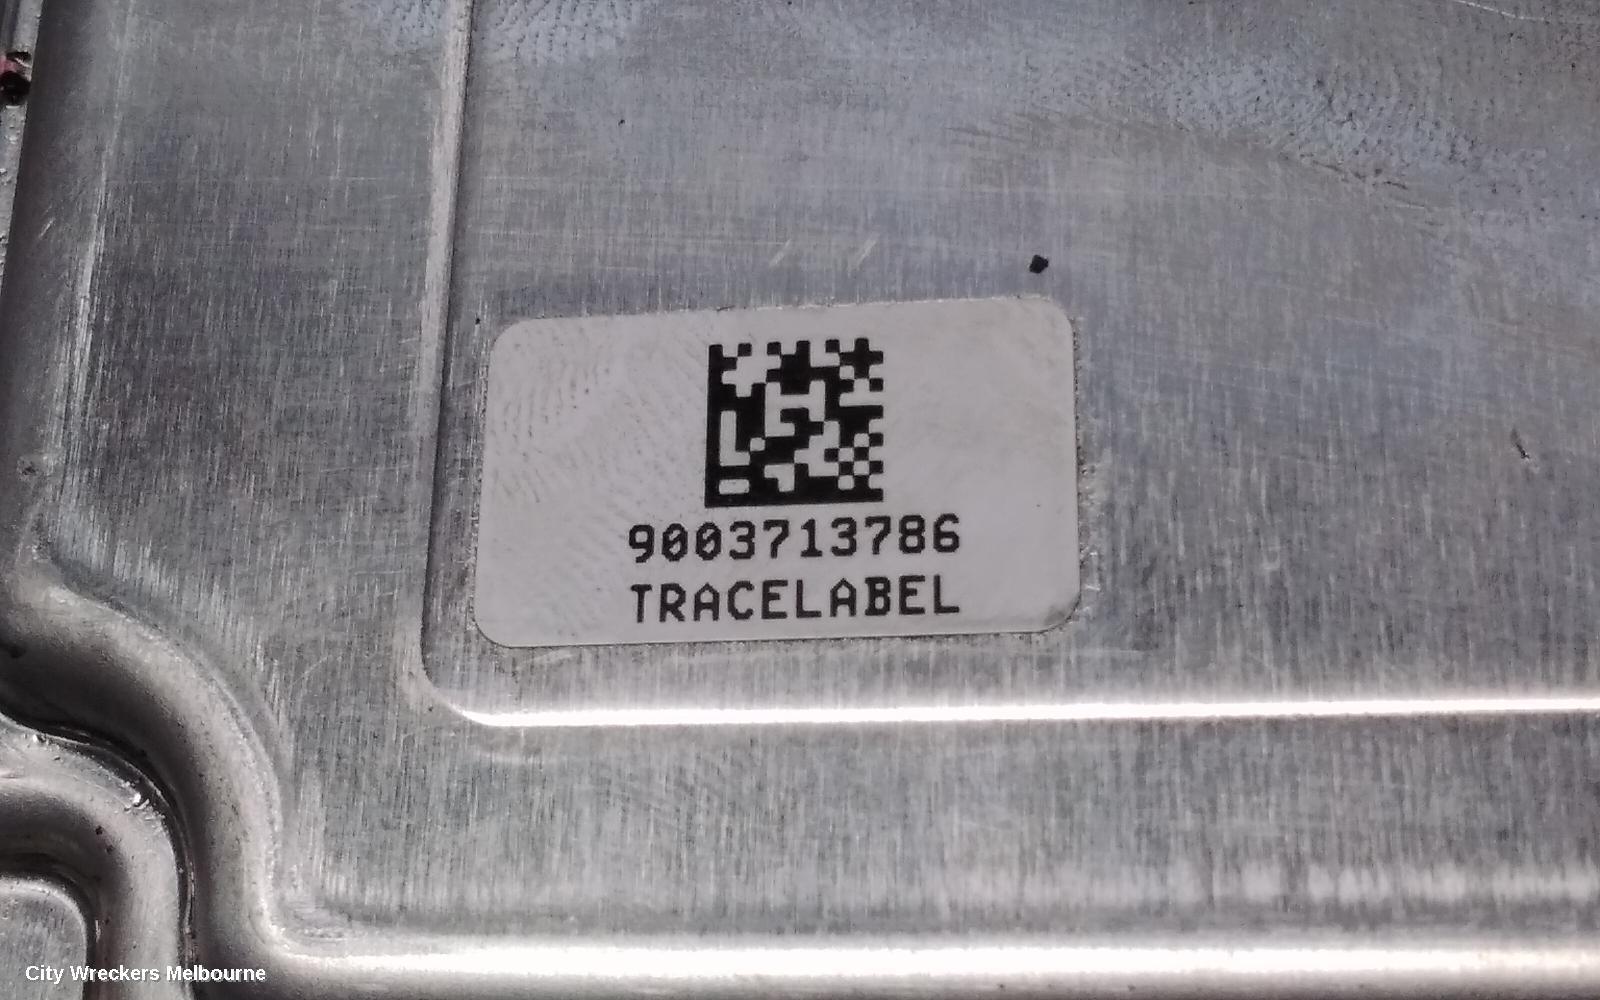 9003713786
TRACELABEL
City Wreckers Melbourne